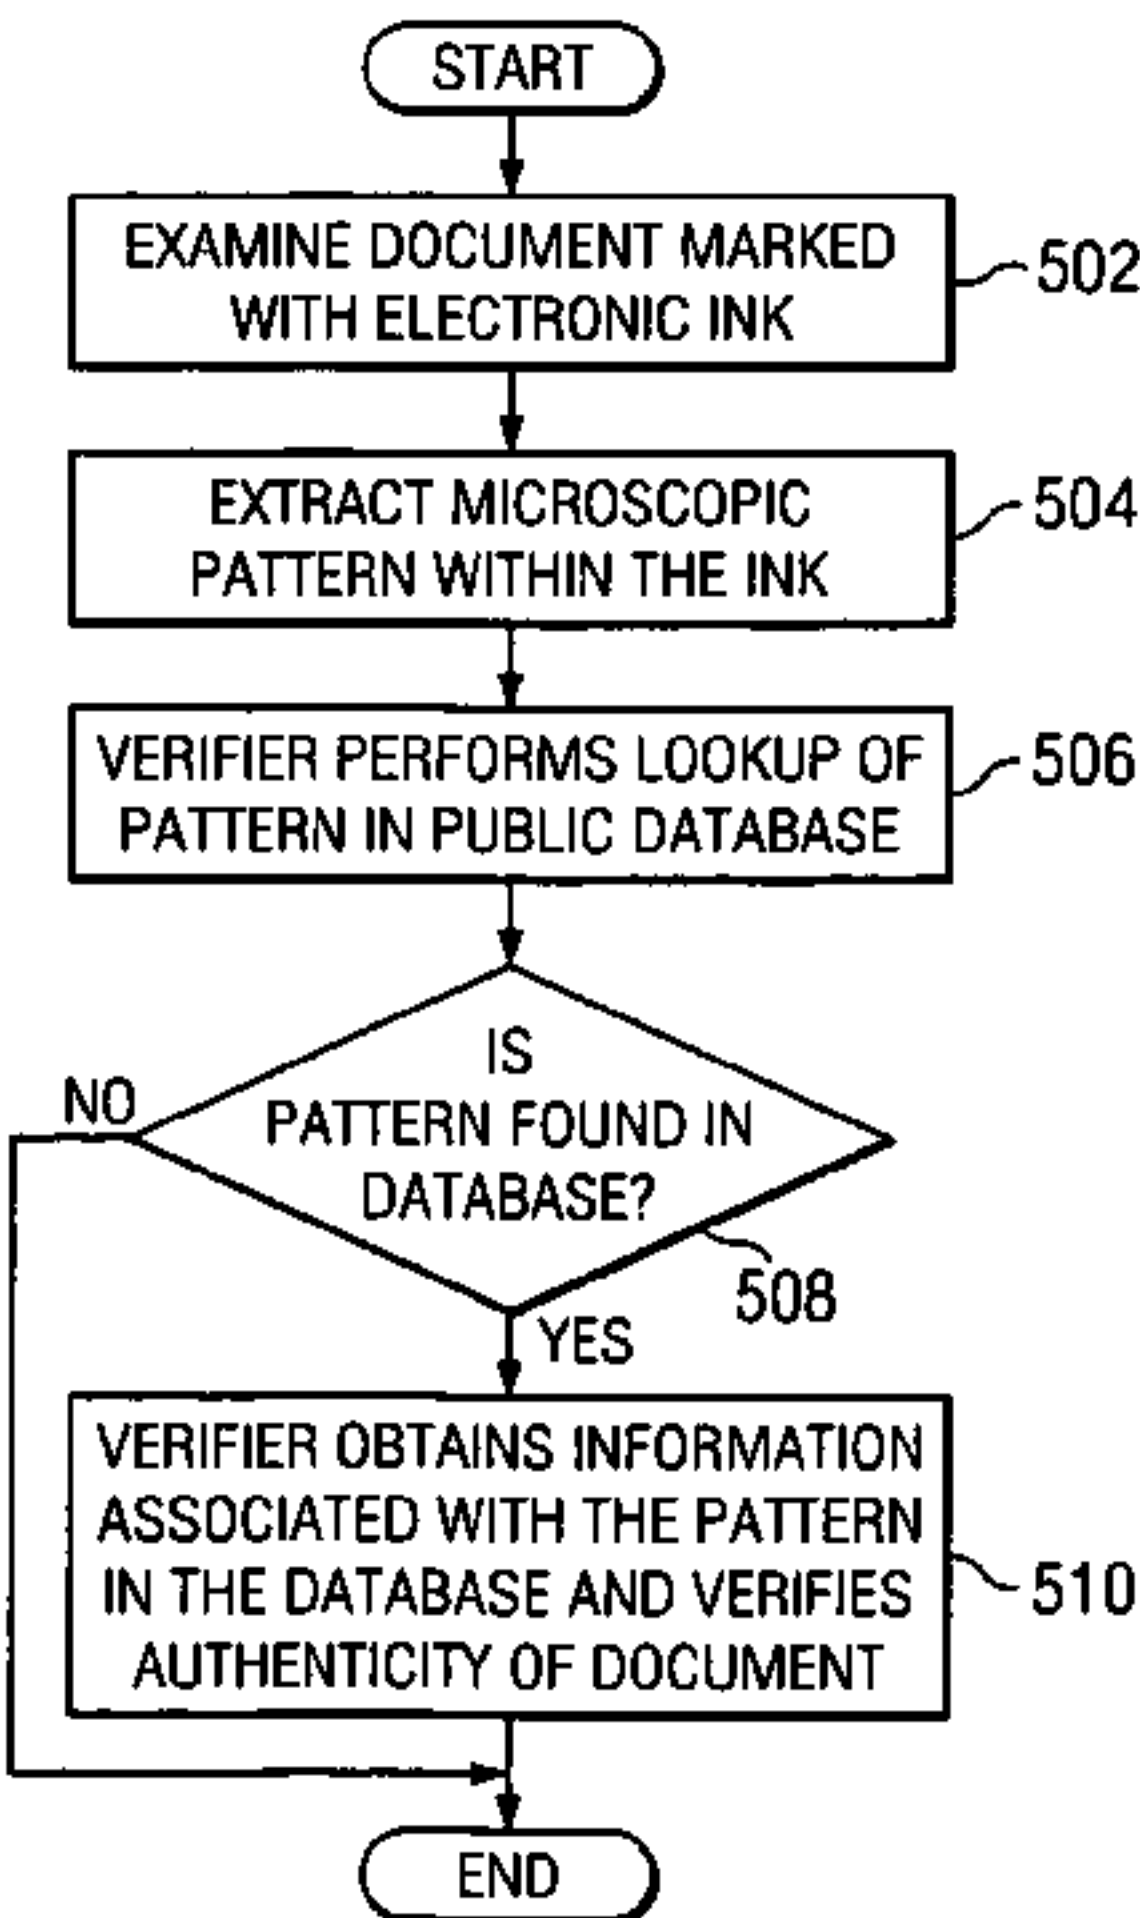 START
EXAMINE DOCUMENT MARKED
WITH ELECTRONIC INK
502
EXTRACT MICROSCOPIC
PATTERN WITHIN THE INK
504
VERIFIER PERFORMS LOOKUP OF
PATTERN IN PUBLIC DATABASE
506
IS
PATTERN FOUND IN
DATABASE?
NO
508
YES
VERIFIER OBTAINS INFORMATION
ASSOCIATED WITH THE PATTERN
IN THE DATABASE AND VERIFIES
AUTHENTICITY OF DOCUMENT
510
END